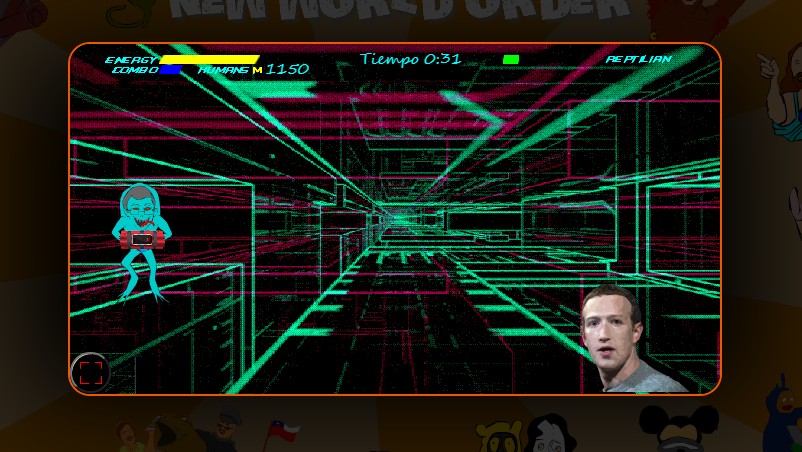 NEW WORLD ORDER
ENERGY
COMBO HUMANS M 1150
Tiempo 0:31
REPTILIAN